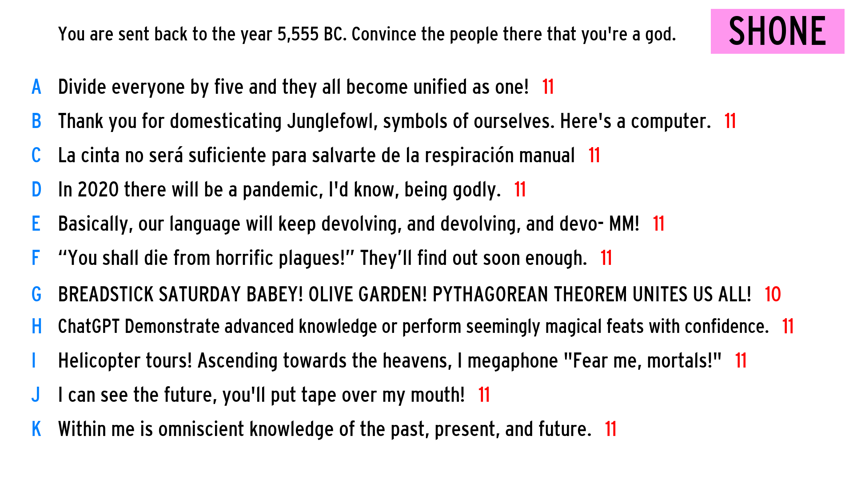 You are sent back to the year 5,555 BC. Convince the people there that you're a god.
SHONE
A Divide everyone by five and they all become unified as one! 11
B Thank you for domesticating Junglefowl, symbols of ourselves. Here's a computer. 11
C La cinta no será suficiente para salvarte de la respiración manual 11
D In 2020 there will be a pandemic, I'd know, being godly. 11
E Basically, our language will keep devolving, and devolving, and devo- MM! 11
F “You shall die from horrific plagues!” They’ll find out soon enough. 11
G BREADSTICK SATURDAY BABEY! OLIVE GARDEN! PYTHAGOREAN THEOREM UNITES US ALL! 10
H ChatGPT Demonstrate advanced knowledge or perform seemingly magical feats with confidence. 11
I Helicopter tours! Ascending towards the heavens, I megaphone "Fear me, mortals!" 11
J I can see the future, you'll put tape over my mouth! 11
K Within me is omniscient knowledge of the past, present, and future. 11